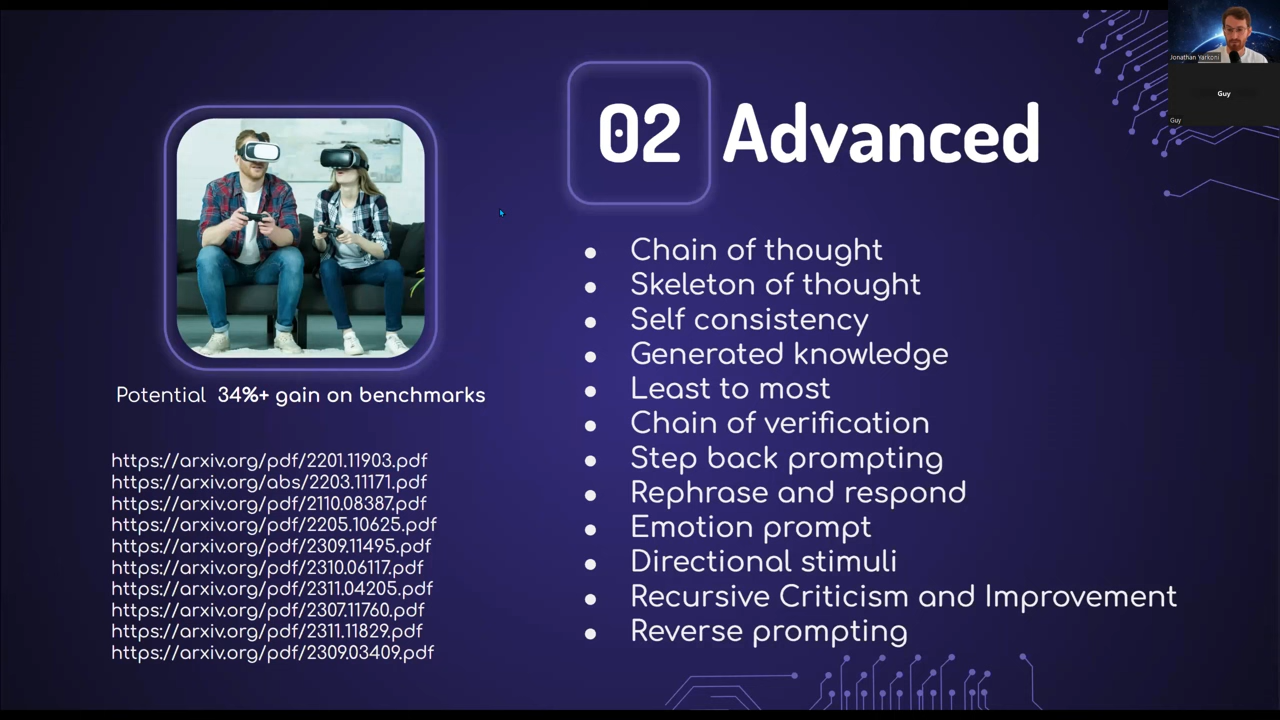 02 Advanced
Chain of thought
Skeleton of thought
Self consistency
Generated knowledge
Least to most
Chain of verification
Step back prompting
Rephrase and respond
Emotion prompt
Directional stimuli
Recursive Criticism and Improvement
Reverse prompting
Potential 34%+ gain on benchmarks
https://arxiv.org/pdf/2201.11903.pdf
https://arxiv.org/abs/2203.11171.pdf
https://arxiv.org/pdf/2110.08387.pdf
https://arxiv.org/pdf/2205.10625.pdf
https://arxiv.org/pdf/2309.11495.pdf
https://arxiv.org/pdf/2310.06117.pdf
https://arxiv.org/pdf/2311.04205.pdf
https://arxiv.org/pdf/2307.11760.pdf
https://arxiv.org/pdf/2311.11829.pdf
https://arxiv.org/pdf/2309.03409.pdf
Jonathan Yarkoni
Guy
Guy